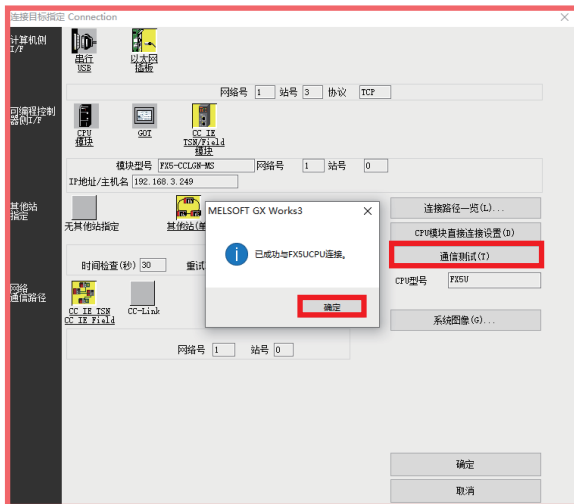 连接目标指定 Connection
计算机侧
I/F
串行
USB
以太网
插板
网络号 1 站号 3 协议 TCP
可编程控制
器侧I/F
CPU
模块
GOT
CC IE
TSN/Field
模块
模块型号 FX5-CCLGN-MS 网络号 1 站号 0
IP地址/主机名 192.168.3.249
其他站
指定
无其他站指定
其他站(单
MELSOFT GX Works3
已成功与FX5UCPU连接。
确定
连接路径一览(L)...
CPU模块直接连接设置(D)
通信测试(T)
时间检查(秒) 30 重试
CPU型号 FX5U
网络
通信路径
CC IE TSN
CC IE Field
CC-Link
系统图像(G)...
网络号 1 站号 0
确定
取消